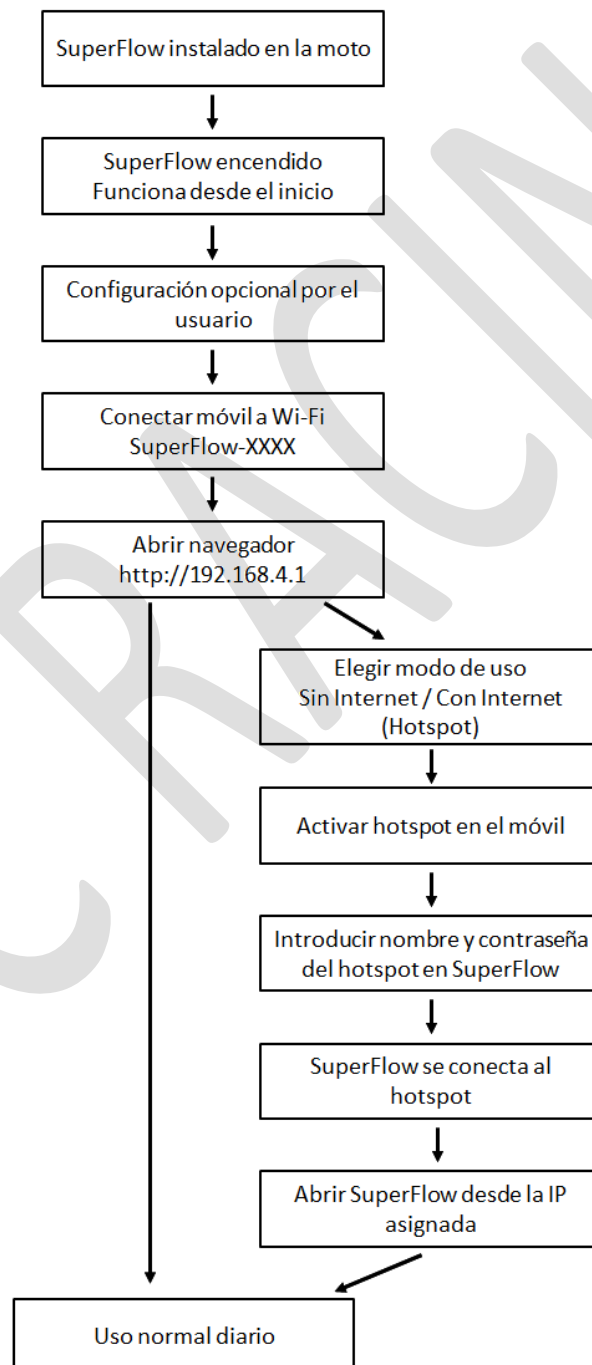 SuperFlow instalado en la moto
SuperFlow encendido
Funciona desde el inicio
Configuración opcional por el
usuario
Conectar móvil a Wi-Fi
SuperFlow-XXXX
Abrir navegador
http://192.168.4.1
Elegir modo de uso
Sin Internet / Con Internet
(Hotspot)
Activar hotspot en el móvil
Introducir nombre y contraseña
del hotspot en SuperFlow
SuperFlow se conecta al
hotspot
Abrir SuperFlow desde la IP
asignada
Uso normal diario